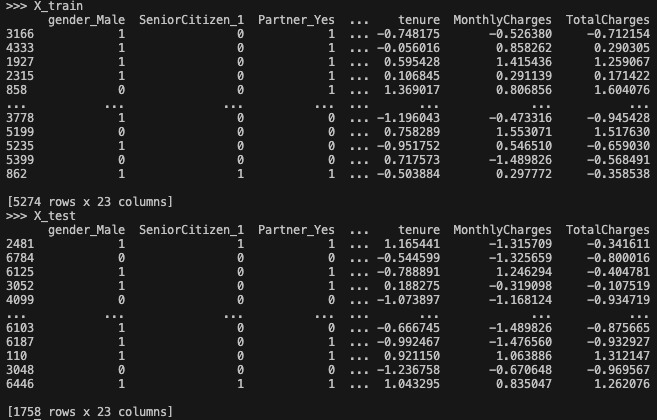 >>> X_train
gender_Male SeniorCitizen_1 Partner_Yes ... tenure MonthlyCharges TotalCharges
3166 1 0 1 ... -0.748175 -0.526380 -0.712154
4333 1 0 1 ... -0.056016 0.858262 0.290305
1927 1 0 1 ... 0.595428 1.415436 1.259067
2315 1 0 1 ... 0.106845 0.291139 0.171422
858 0 0 1 ... 1.369017 0.806856 1.604076
... ... ... ... ... ... ... ...
3778 1 0 0 ... -1.196043 -0.473316 -0.945428
5199 0 0 0 ... 0.758289 1.553071 1.517630
5235 1 0 0 ... -0.951752 0.546510 -0.659030
5399 0 0 0 ... 0.717573 -1.489826 -0.568491
862 1 1 1 ... -0.503884 0.297772 -0.358538
[5274 rows x 23 columns]
>>> X_test
gender_Male SeniorCitizen_1 Partner_Yes ... tenure MonthlyCharges TotalCharges
2481 1 1 1 ... 1.165441 -1.315709 -0.341611
6784 0 0 0 ... -0.544599 -1.325659 -0.800016
6125 1 0 1 ... -0.788891 1.246294 -0.404781
3052 1 0 1 ... 0.188275 -0.319098 -0.107519
4099 0 0 0 ... -1.073897 -1.168124 -0.934719
... ... ... ... ... ... ... ...
6103 1 0 0 ... -0.666745 -1.489826 -0.875665
6187 1 0 1 ... -0.992467 -1.476560 -0.932927
110 1 0 1 ... 0.921150 1.063886 1.312147
3048 0 0 0 ... -1.236758 -0.670648 -0.969567
6446 1 1 1 ... 1.043295 0.835047 1.262076
[1758 rows x 23 columns]